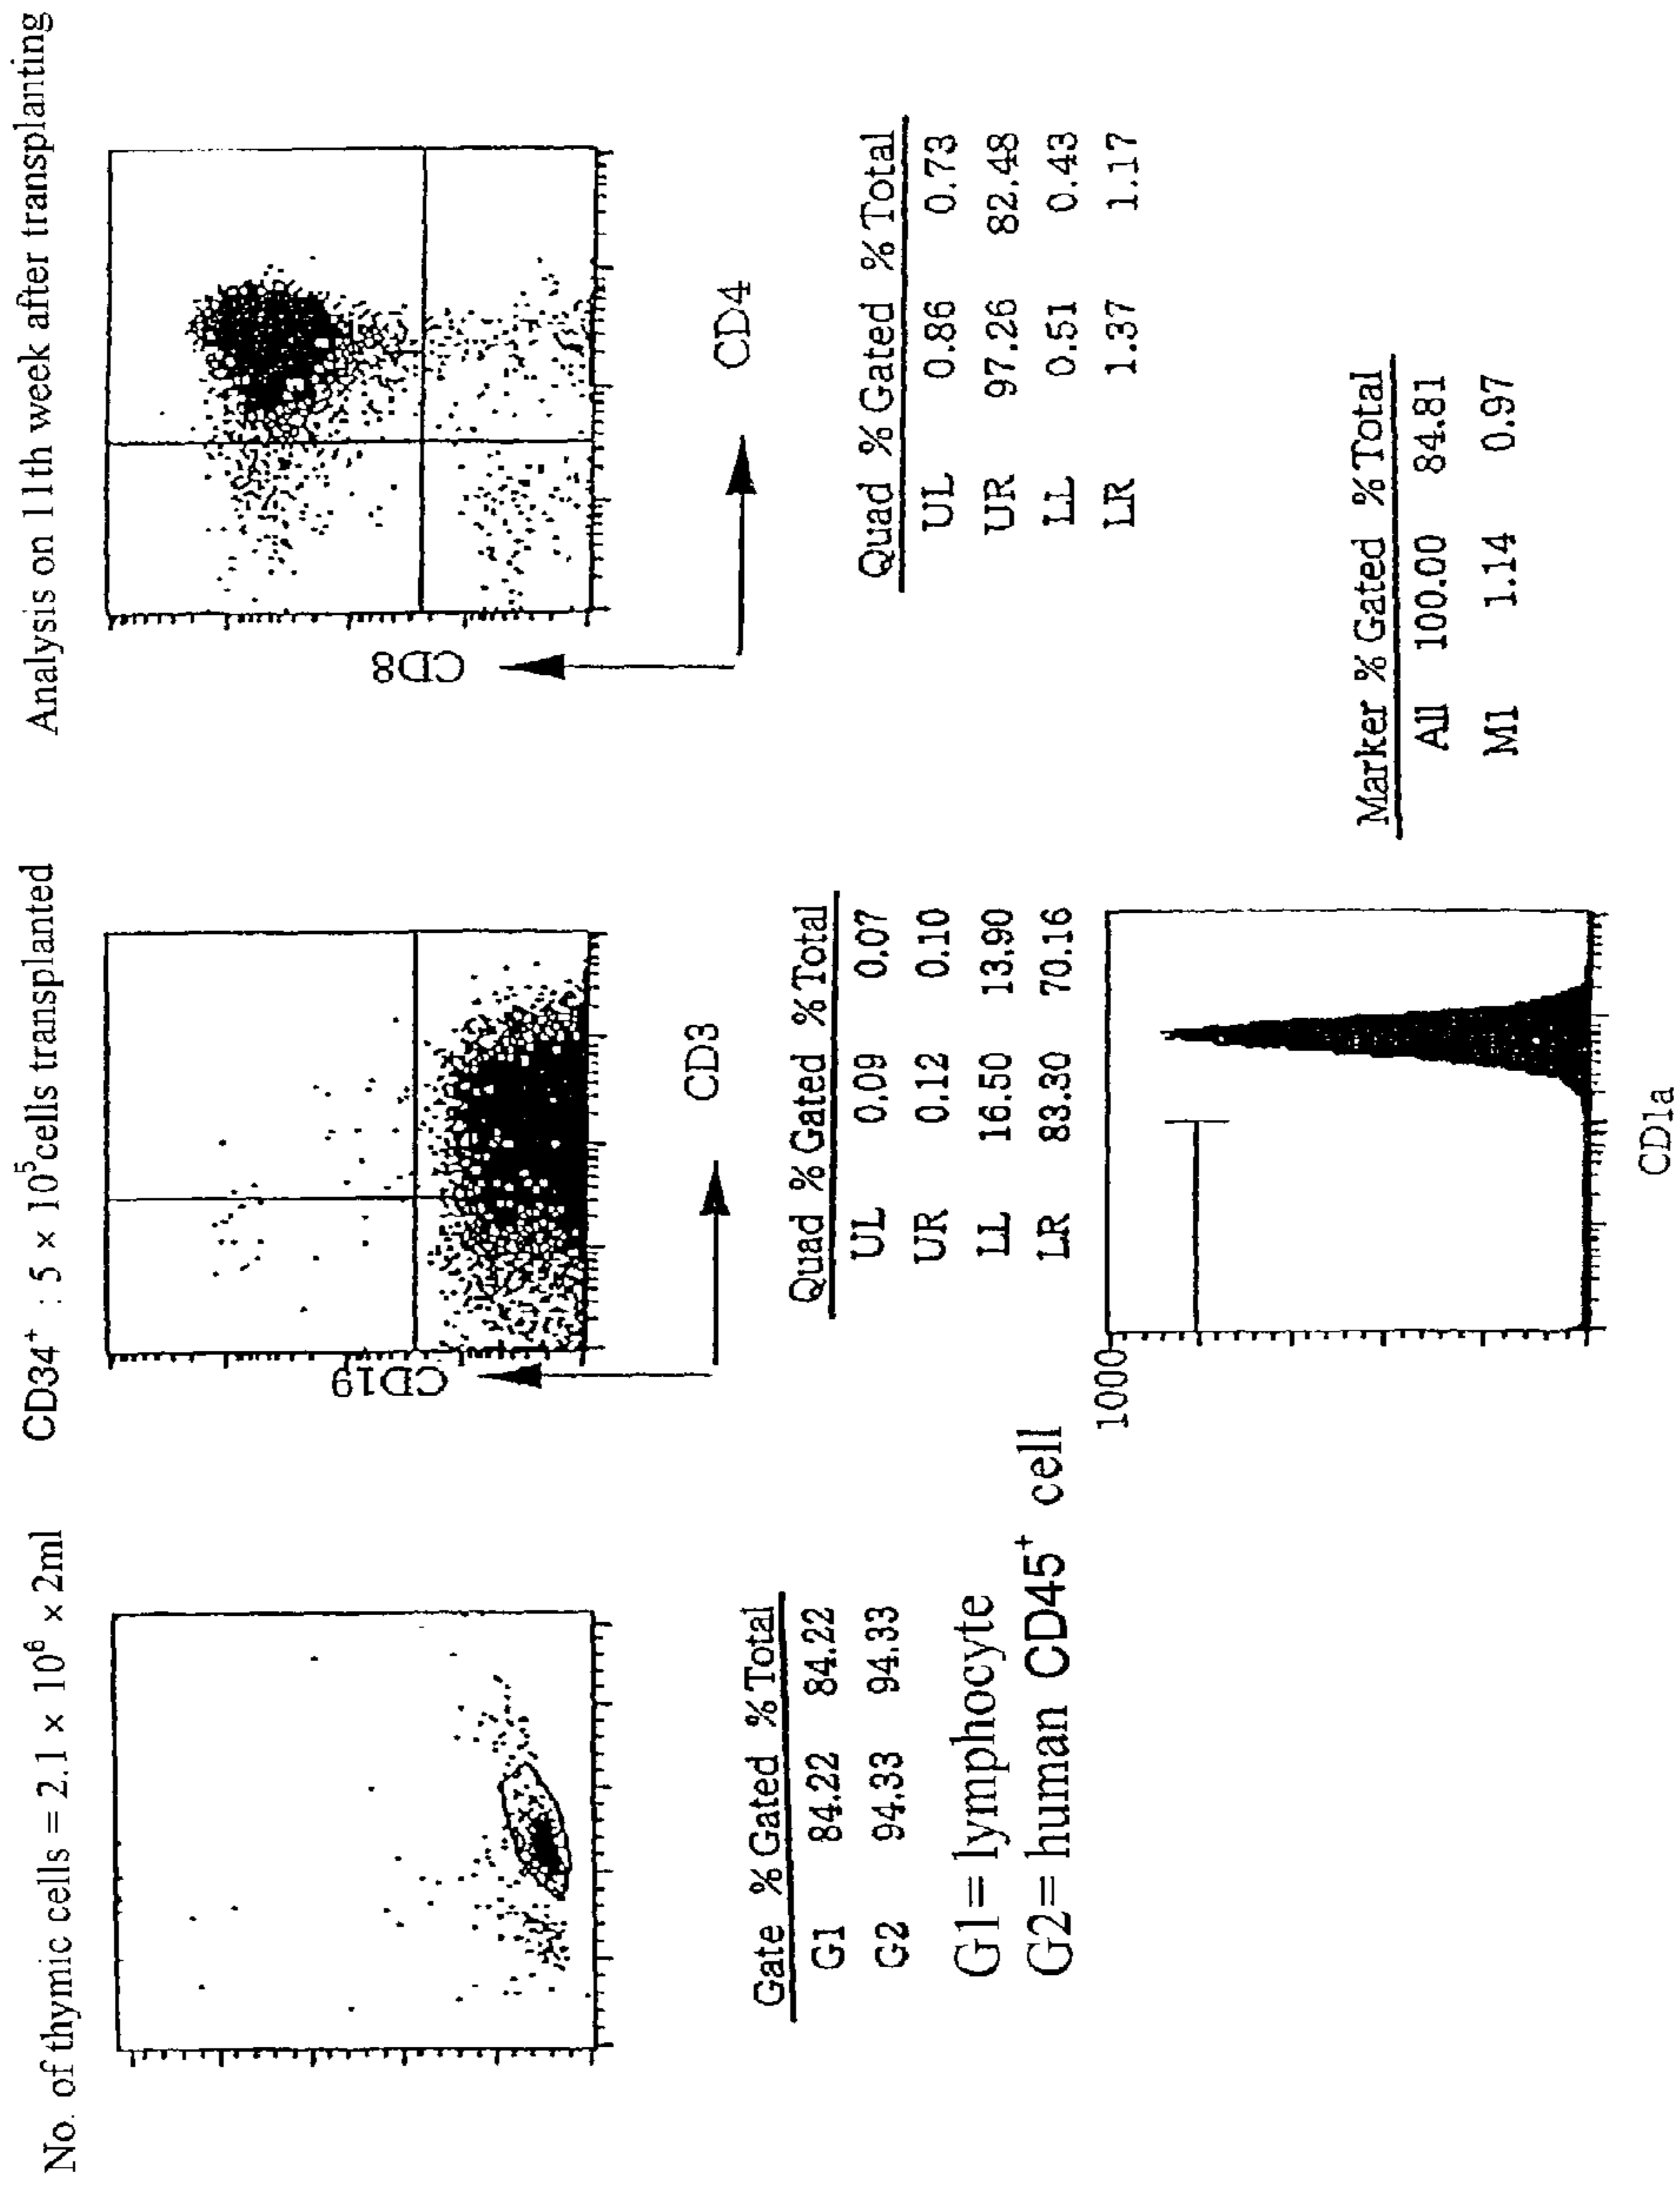 No. of thymic cells = 2.1 × 10⁶ × 2ml
CD34⁺ : 5 × 10⁵ cells transplanted
Analysis on 11th week after transplanting
Gate % Gated % Total
G1 84.22 84.22
G2 94.33 94.33
G1= lymphocyte
G2= human CD45⁺ cell
CD19
CD3
Quad % Gated % Total
UL 0.09 0.07
UR 0.12 0.10
LL 16.50 13.90
LR 83.30 70.16
CD8
CD4
Quad % Gated % Total
UL 0.86 0.73
UR 97.26 82.48
LL 0.51 0.43
LR 1.37 1.17
1000
CD1a
Marker % Gated % Total
All 100.00 84.81
M1 1.14 0.97